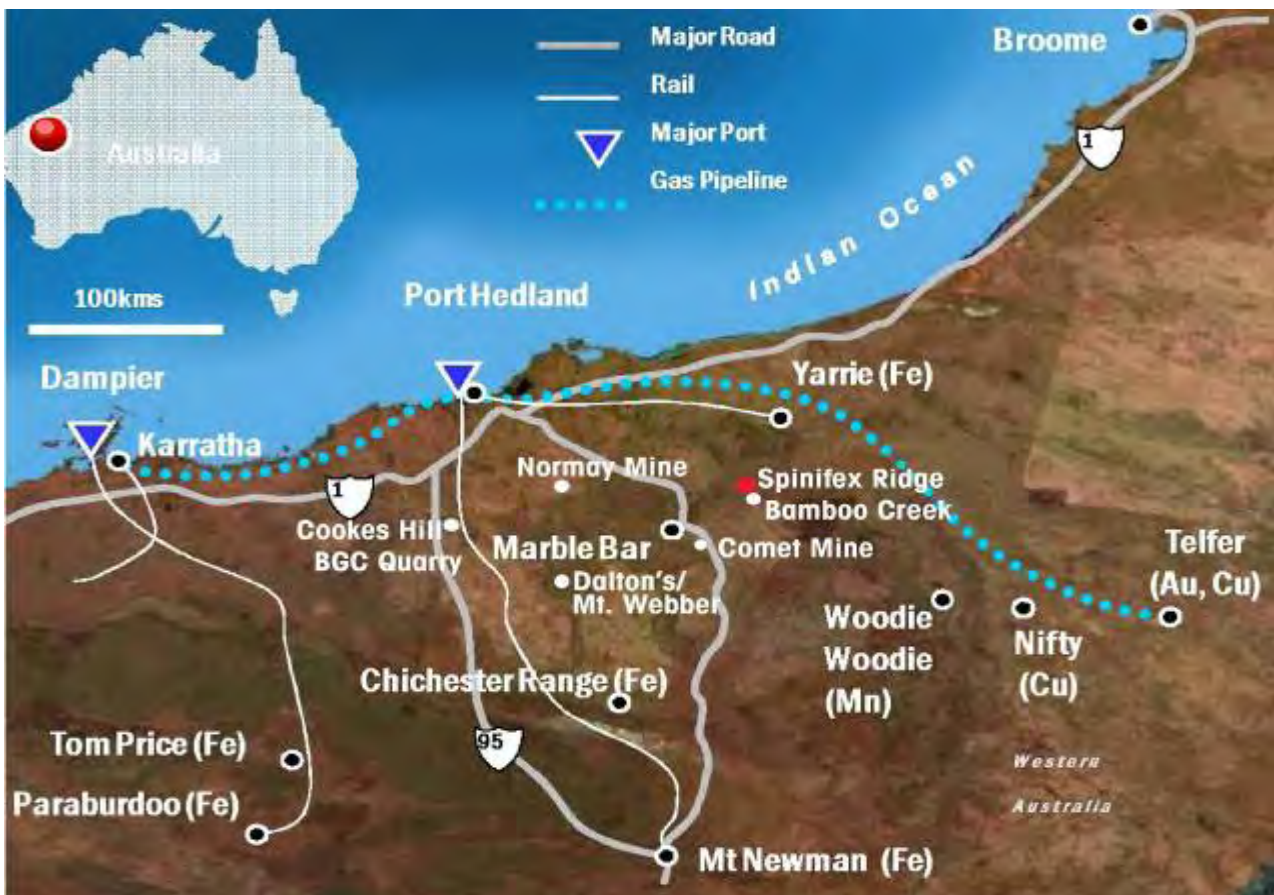 Major Road
Rail
Major Port
Gas Pipeline
Australia
100kms
Broome
1
Indian Ocean
Port Hedland
Dampier
Karratha
Yarrie (Fe)
1
Normay Mine
Spinifex Ridge
Bamboo Creek
Cookes Hill
BGC Quarry
Marble Bar
Comet Mine
Telfer
(Au, Cu)
Dalton's/
Mt. Webber
Woodie
Woodie
(Mn)
Nifty
(Cu)
Chichester Range (Fe)
95
Tom Price (Fe)
Paraburdoo (Fe)
Western
Australia
Mt Newman (Fe)